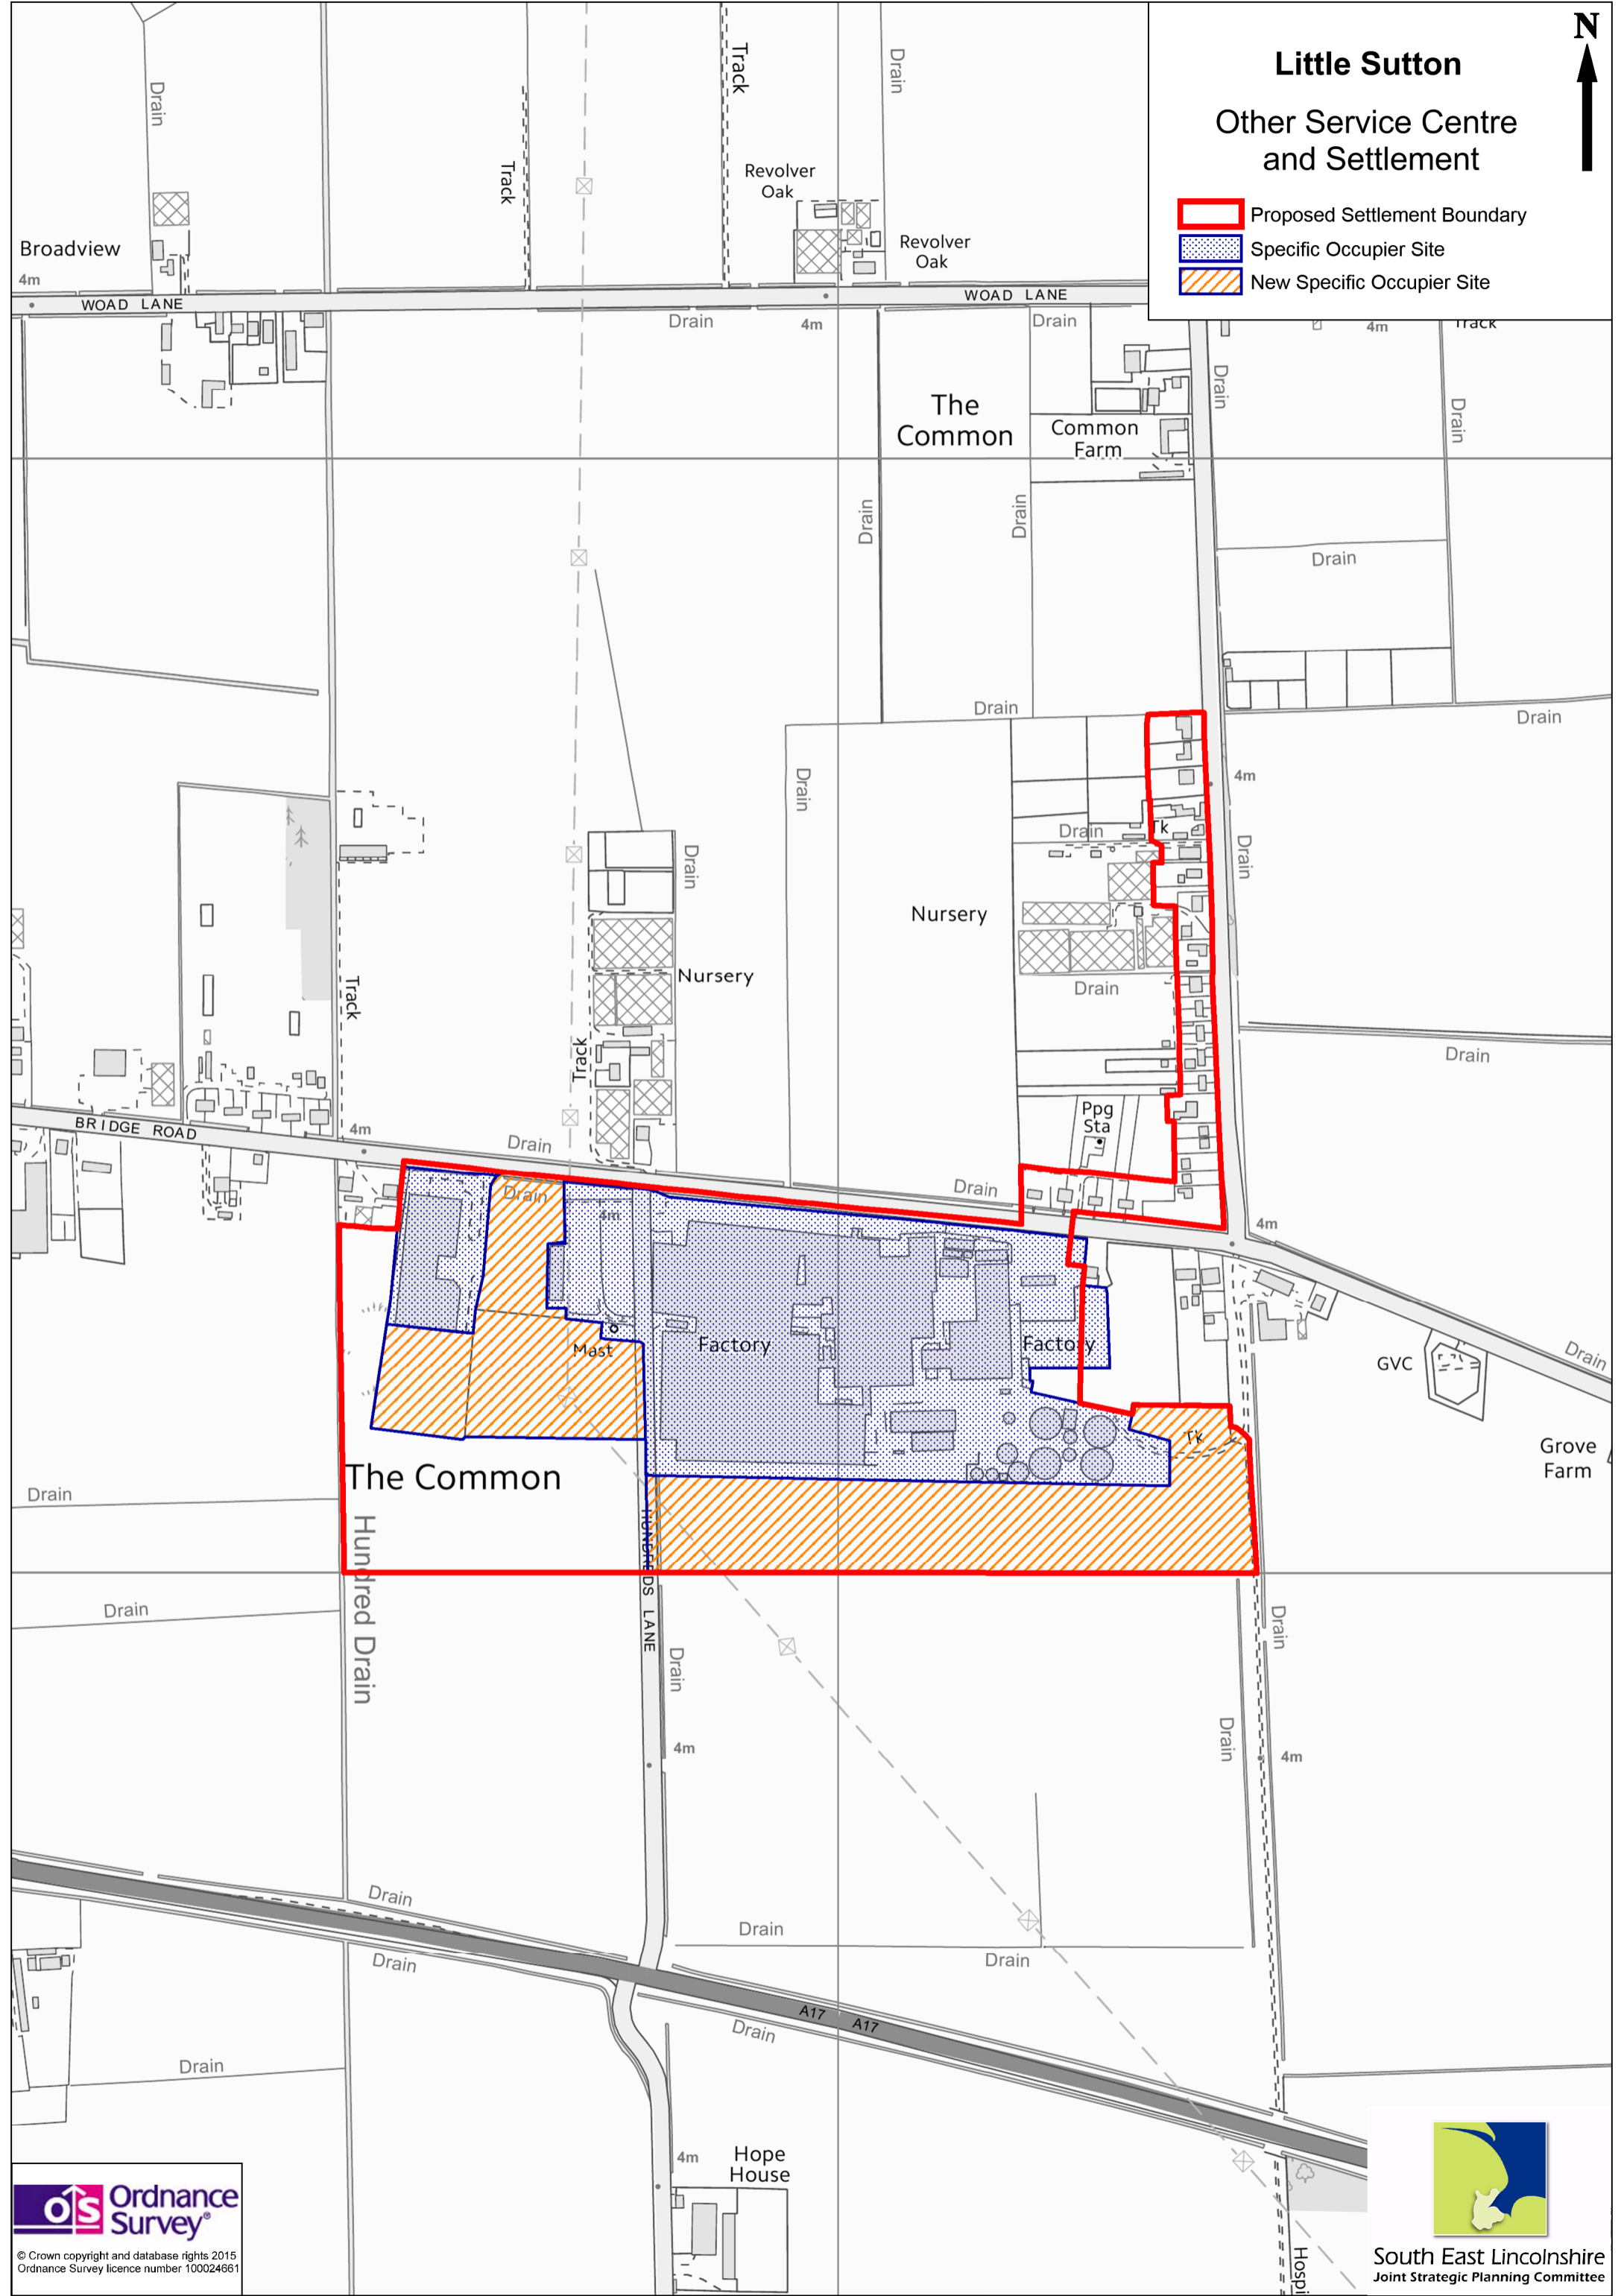 N
Little Sutton
Other Service Centre
and Settlement
Proposed Settlement Boundary
Specific Occupier Site
New Specific Occupier Site
Drain
Track
Drain
Track
Revolver
Oak
Revolver
Oak
Broadview
4m
WOAD LANE
WOAD LANE
Drain
4m
Drain
4m
Track
Drain
Drain
The
Common
Common
Farm
Drain
Drain
Drain
Drain
Drain
Drain
4m
Drain
Drain
Tk
Drain
Drain
Nursery
Nursery
Drain
Track
Track
Drain
Ppg
Sta
BRIDGE ROAD
4m
Drain
Drain
Drain
4m
4m
Mast
Factory
Factory
GVC
Drain
Tk
Grove
Farm
The Common
Drain
HUNDREDS LANE
Hundred Drain
Drain
Drain
Drain
Drain
4m
4m
Drain
Drain
Drain
Drain
A17
A17
Drain
Drain
4m
Hope
House
Hospi
Ordnance
Survey®
© Crown copyright and database rights 2015
Ordnance Survey licence number 100024661
South East Lincolnshire
Joint Strategic Planning Committee